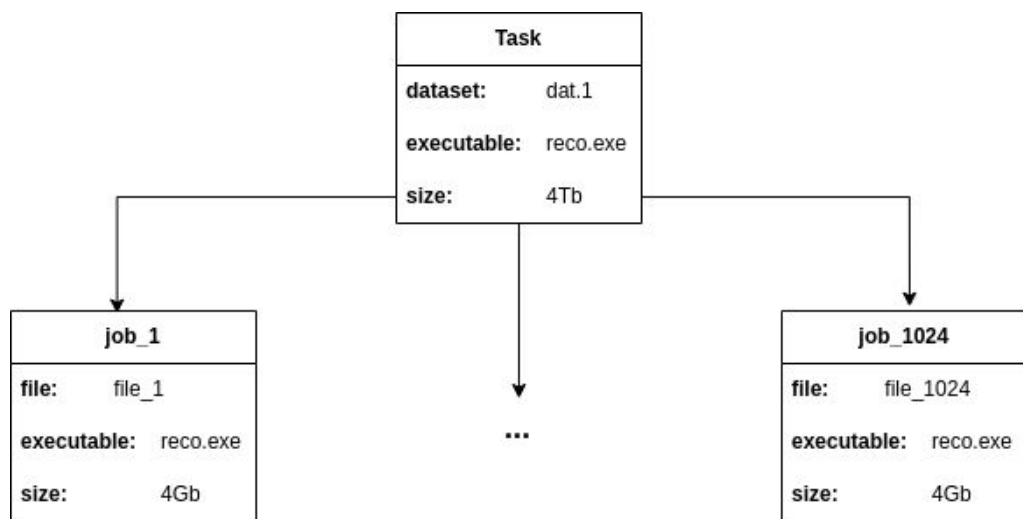 Task
dataset: dat.1
executable: reco.exe
size: 4Tb
job_1
file: file_1
executable: reco.exe
size: 4Gb
...
job_1024
file: file_1024
executable: reco.exe
size: 4Gb